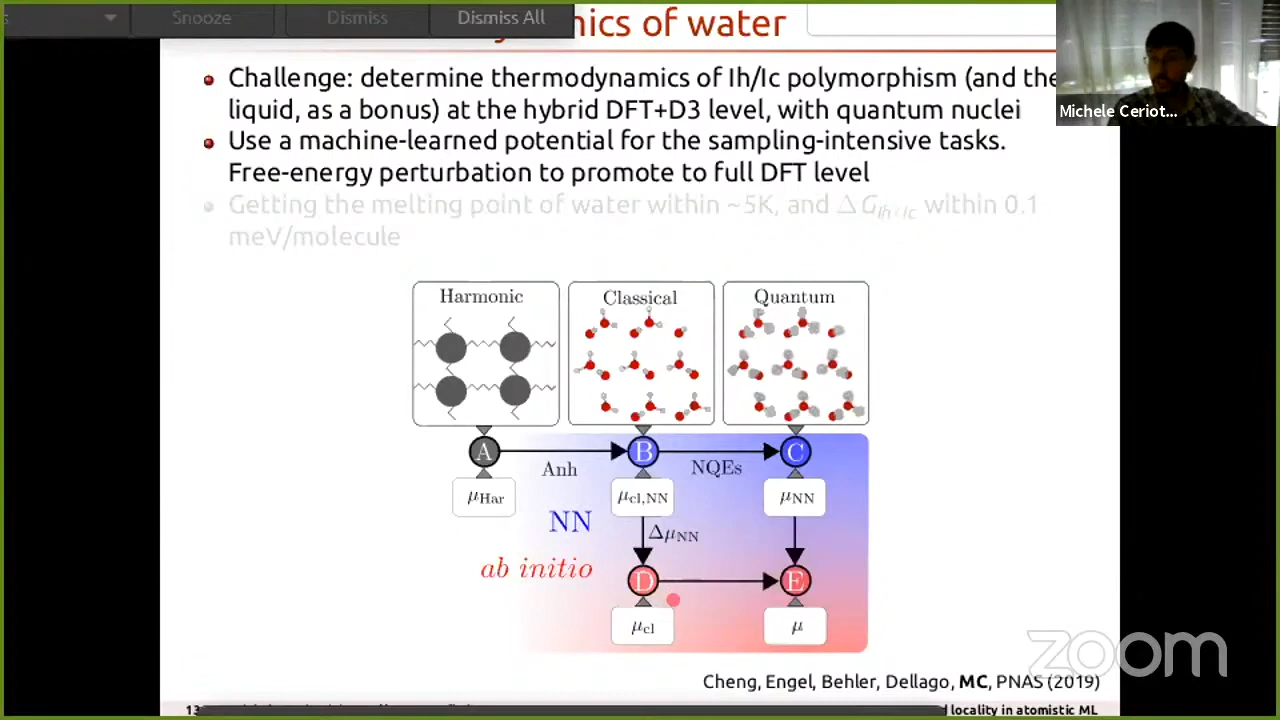 Snooze
Dismiss
Dismiss All
mics of water
Michele Ceriot...
Challenge: determine thermodynamics of Ih/Ic polymorphism (and the
liquid, as a bonus) at the hybrid DFT+D3 level, with quantum nuclei
Use a machine-learned potential for the sampling-intensive tasks.
Free-energy perturbation to promote to full DFT level
Getting the melting point of water within ~5K, and ΔG within 0.1
meV/molecule
Harmonic
Classical
Quantum
A
B
C
Anh
NQEs
μHar
μcl,NN
μNN
NN
ΔμNN
ab initio
D
E
μcl
μ
zoom
Cheng, Engel, Behler, Dellago, MC, PNAS (2019)
13
locality in atomistic ML